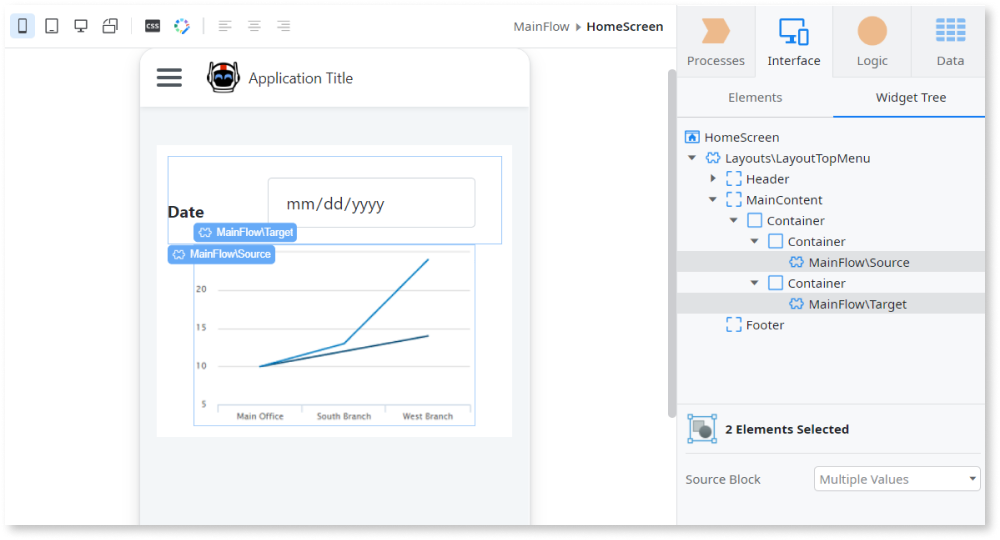 css
MainFlow ▸ HomeScreen
Application Title
Date
mm/dd/yyyy
MainFlow\Target
MainFlow\Source
20
15
10
5
Main Office
South Branch
West Branch
Processes
Interface
Logic
Data
Elements
Widget Tree
HomeScreen
Layouts\LayoutTopMenu
Header
MainContent
Container
Container
MainFlow\Source
Container
MainFlow\Target
Footer
2 Elements Selected
Source Block
Multiple Values